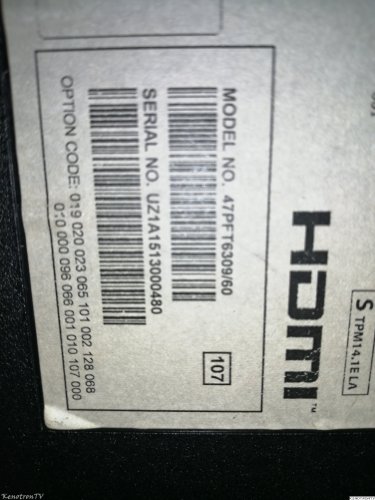 MODEL NO. 47PFT6309/60
SERIAL NO. UZ1A1513000480
OPTION CODE: 019 020 023 065 101 002 128 068
010 000 096 066 001 010 107 000
107
HDMI™
S TPM14.1E LA
KenotronTV